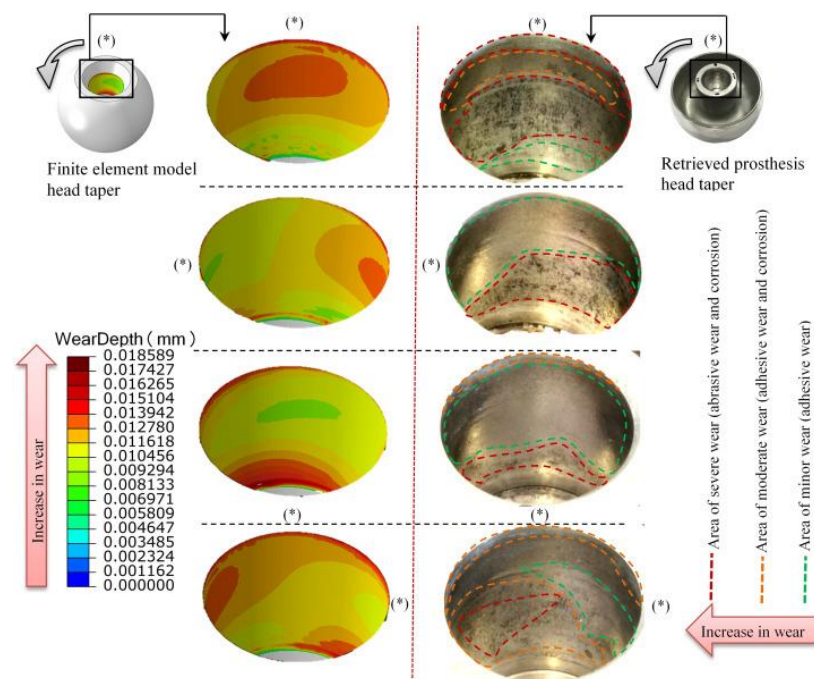 (*)
(*)
(*)
(*)
Finite element model
head taper
Retrieved prosthesis
head taper
(*)
(*)
WearDepth (mm)
0.018589
0.017427
0.016265
0.015104
0.013942
0.012780
0.011618
0.010456
0.009294
0.008133
0.006971
0.005809
0.004647
0.003485
0.002324
0.001162
0.000000
Increase in wear
(*)
(*)
(*)
(*)
Area of severe wear (abrasive wear and corrosion)
Area of moderate wear (adhesive wear and corrosion)
Area of minor wear (adhesive wear)
Increase in wear